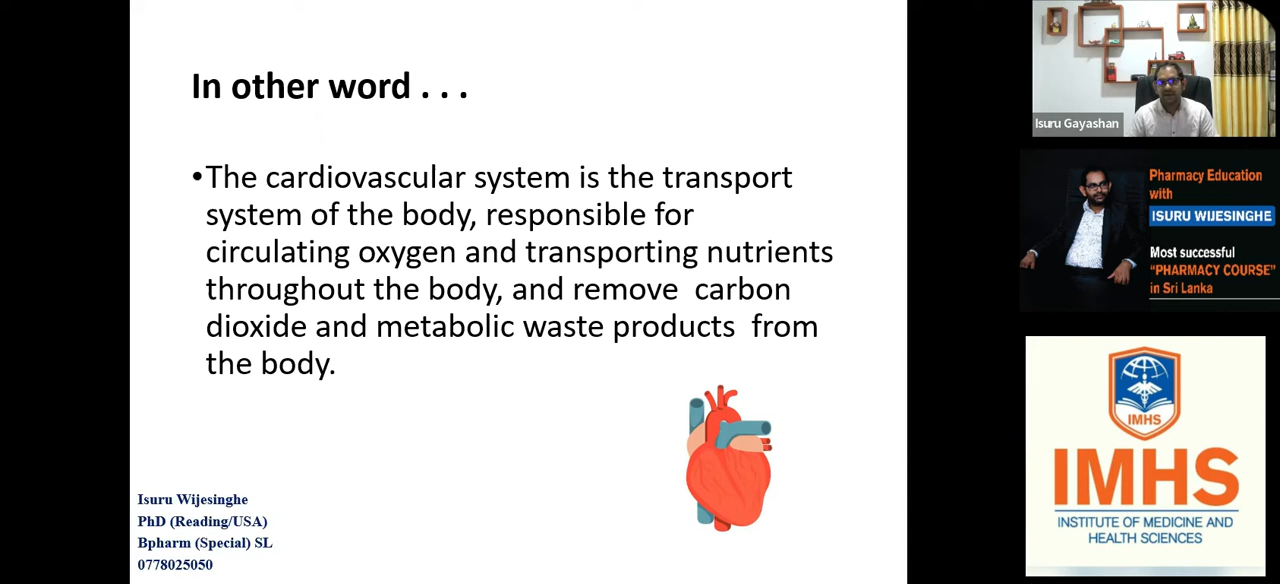 In other word . . .
•The cardiovascular system is the transport
system of the body, responsible for
circulating oxygen and transporting nutrients
throughout the body, and remove carbon
dioxide and metabolic waste products from
the body.
Isuru Wijesinghe
PhD (Reading/USA)
Bpharm (Special) SL
0778025050
Isuru Gayashan
Pharmacy Education
with
ISURU WIJESINGHE
Most successful
"PHARMACY COURSE"
in Sri Lanka
IMHS
IMHS
INSTITUTE OF MEDICINE AND
HEALTH SCIENCES